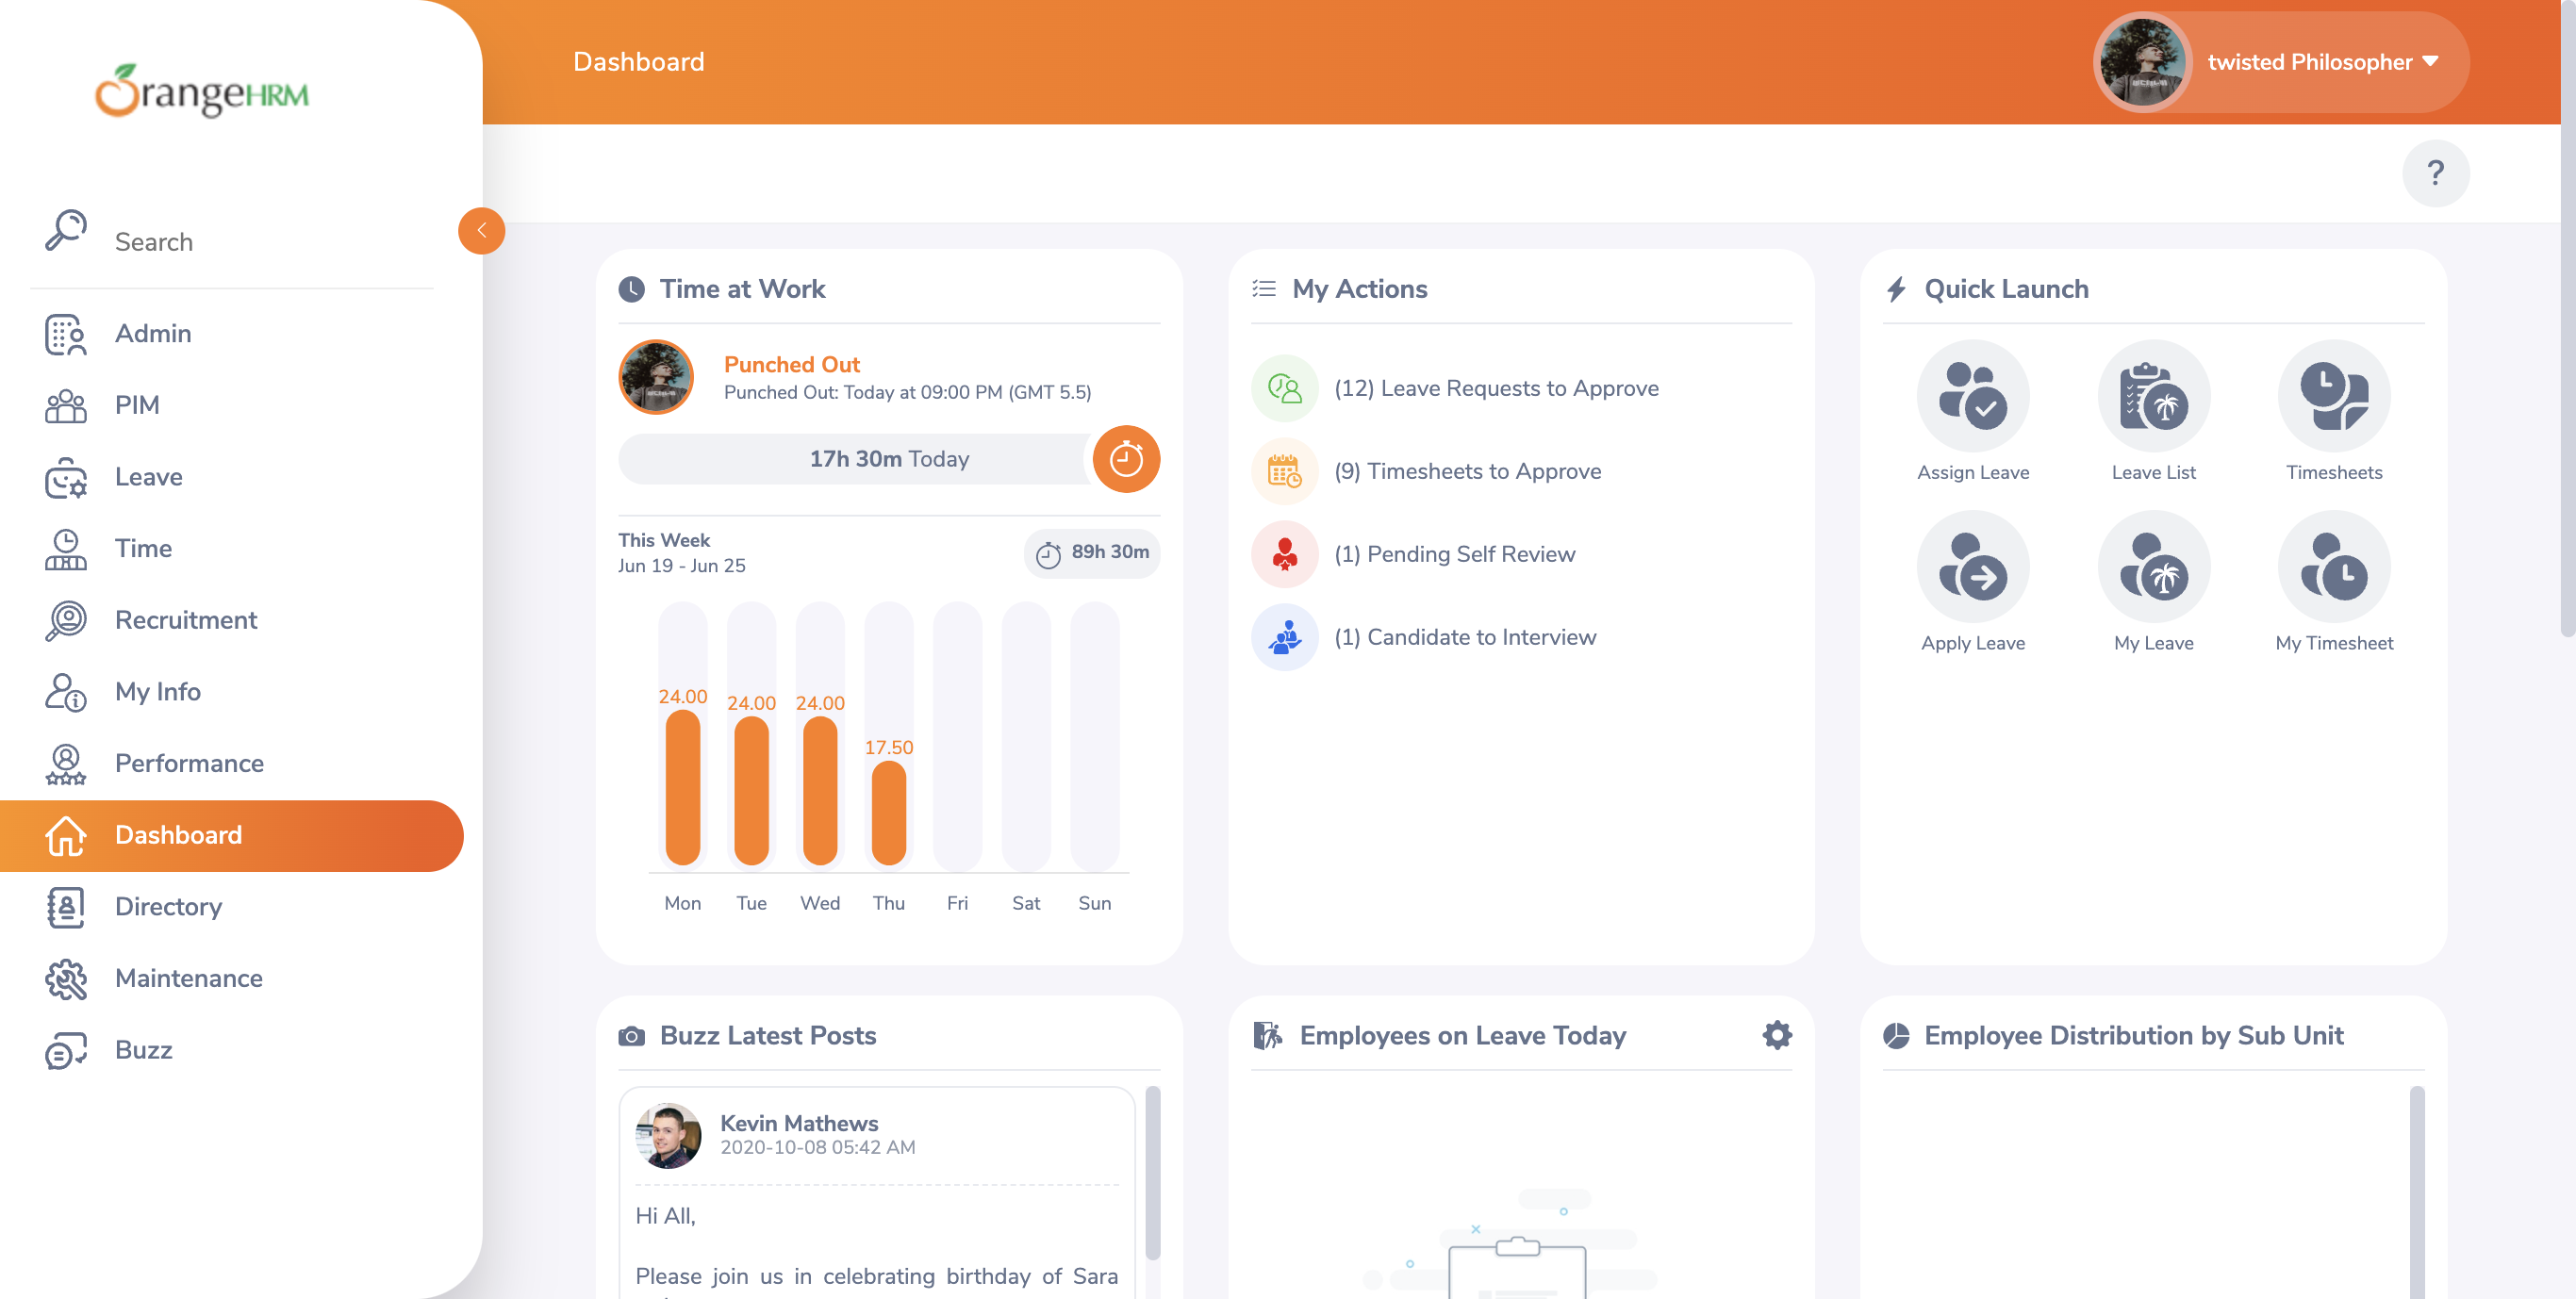 OrangeHRM
Dashboard
twisted Philosopher
?
Search
Admin
PIM
Leave
Time
Recruitment
My Info
Performance
Dashboard
Directory
Maintenance
Buzz
Time at Work
Punched Out
Punched Out: Today at 09:00 PM (GMT 5.5)
17h 30m Today
This Week
Jun 19 - Jun 25
89h 30m
24.00
24.00
24.00
17.50
Mon Tue Wed Thu Fri Sat Sun
My Actions
(12) Leave Requests to Approve
(9) Timesheets to Approve
(1) Pending Self Review
(1) Candidate to Interview
Quick Launch
Assign Leave
Leave List
Timesheets
Apply Leave
My Leave
My Timesheet
Buzz Latest Posts
Kevin Mathews
2020-10-08 05:42 AM
Hi All,
Please join us in celebrating birthday of Sara
Employees on Leave Today
Employee Distribution by Sub Unit